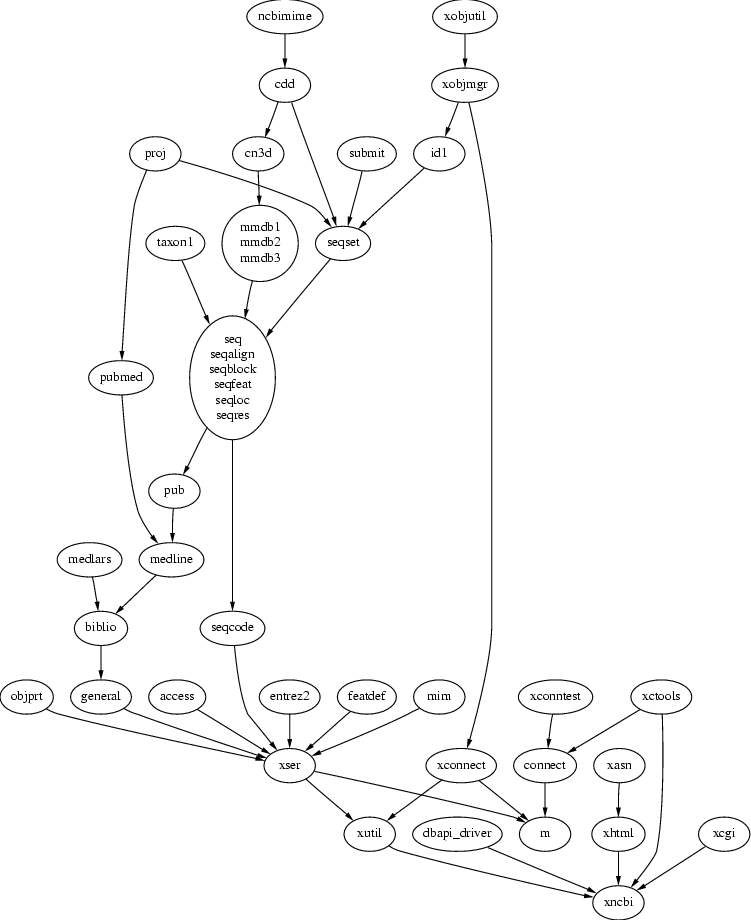 ncbimime
xobjutil
cdd
xobjmgr
proj
cn3d
submit
id1
taxon1
mmdb1
mmdb2
mmdb3
seqset
seq
seqalign
seqblock
seqfeat
seqloc
seqres
pubmed
pub
medlars
medline
biblio
seqcode
objprt
general
access
entrez2
featdef
mim
xconntest
xctools
xser
xconnect
connect
xasn
xutil
dbapi_driver
m
xhtml
xcgi
xncbi